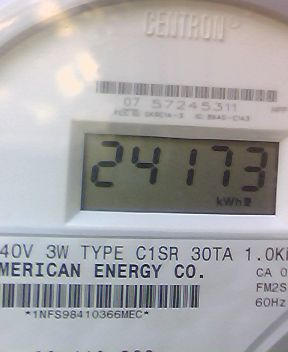 CENTRON
07 57245311
24173
kWh
40V 3W TYPE C1SR 30TA 1.0K
MERICAN ENERGY CO.
CA 0
FM2S
60Hz
*1NFS98410366MEC*